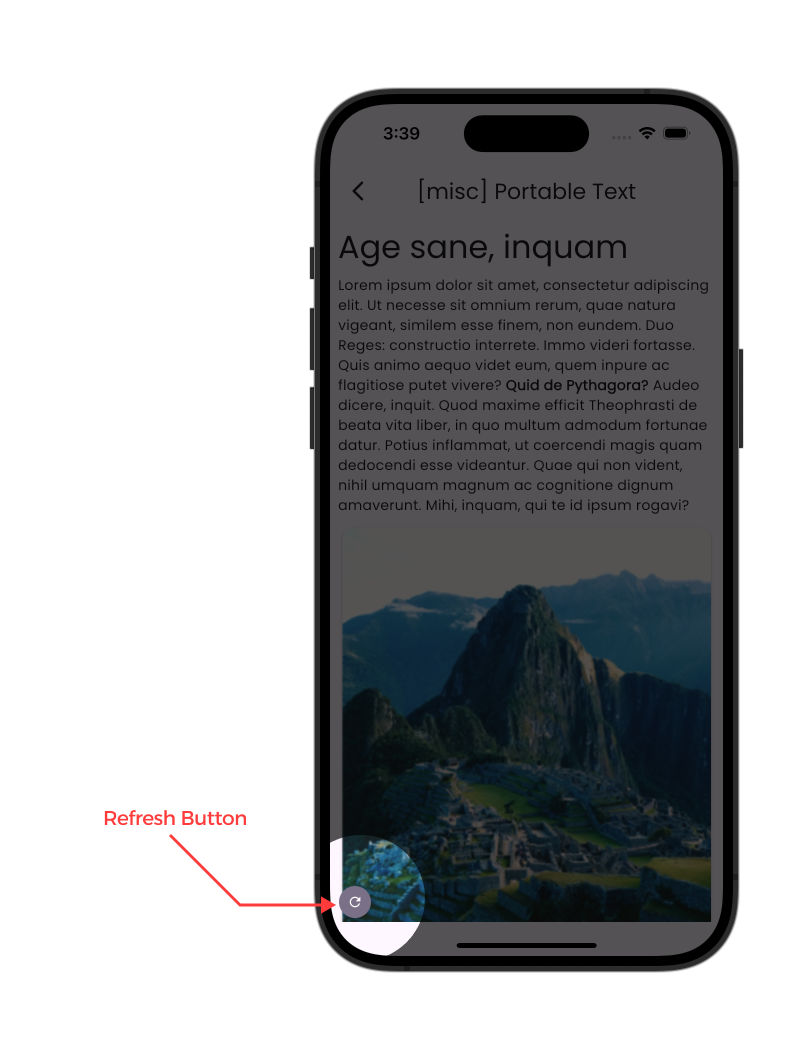 3:39
[misc] Portable Text
Age sane, inquam
Lorem ipsum dolor sit amet, consectetur adipiscing
elit. Ut necesse sit omnium rerum, quae natura
vigeant, similem esse finem, non eundem. Duo
Reges: constructio interrete. Immo videri fortasse.
Quis animo aequo videt eum, quem inpure ac
flagitiose putet vivere? Quid de Pythagora? Audeo
dicere, inquit. Quod maxime efficit Theophrasti de
beata vita liber, in quo multum admodum fortunae
datur. Potius inflammat, ut coercendi magis quam
dedocendi esse videantur. Quae qui non vident,
nihil umquam magnum ac cognitione dignum
amaverunt. Mihi, inquam, qui te id ipsum rogavi?
Refresh Button